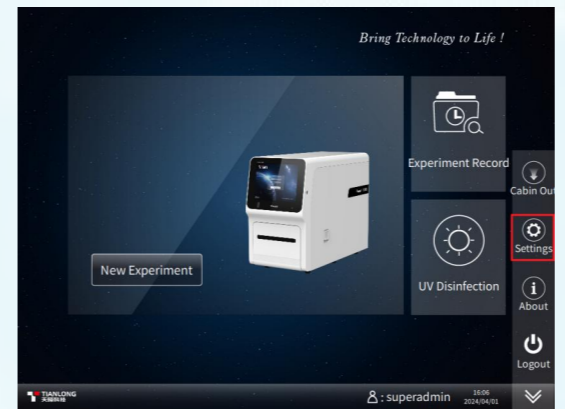 Bring Technology to Life !
Experiment Record
Cabin Out
Settings
New Experiment
UV Disinfection
About
Logout
TIANLONG
天隆科技
: superadmin
16:06
2024/04/01